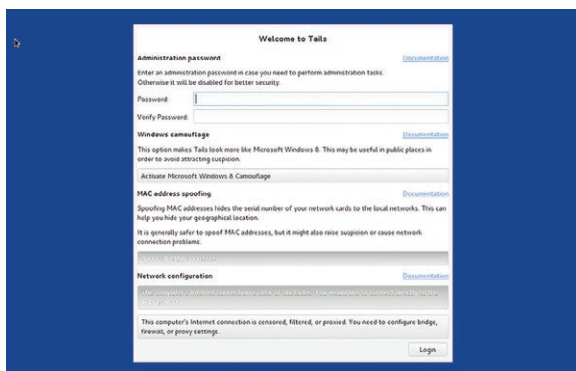 Welcome to Tails
Administration password Documentation
Enter an administration password in case you need to perform administration tasks.
Otherwise it will be disabled for better security.
Password:
Verify Password:
Windows camouflage Documentation
This option makes Tails look more like Microsoft Windows 8. This may be useful in public places in
order to avoid attracting suspicion.
Activate Microsoft Windows 8 Camouflage
MAC address spoofing Documentation
Spoofing MAC addresses hides the serial number of your network cards to the local networks. This can
help you hide your geographical location.
It is generally safer to spoof MAC addresses, but it might also raise suspicion or cause network
connection problems.
Network configuration Documentation
This computer's Internet connection is censored, filtered, or proxied. You need to configure bridge,
firewall, or proxy settings.
Login